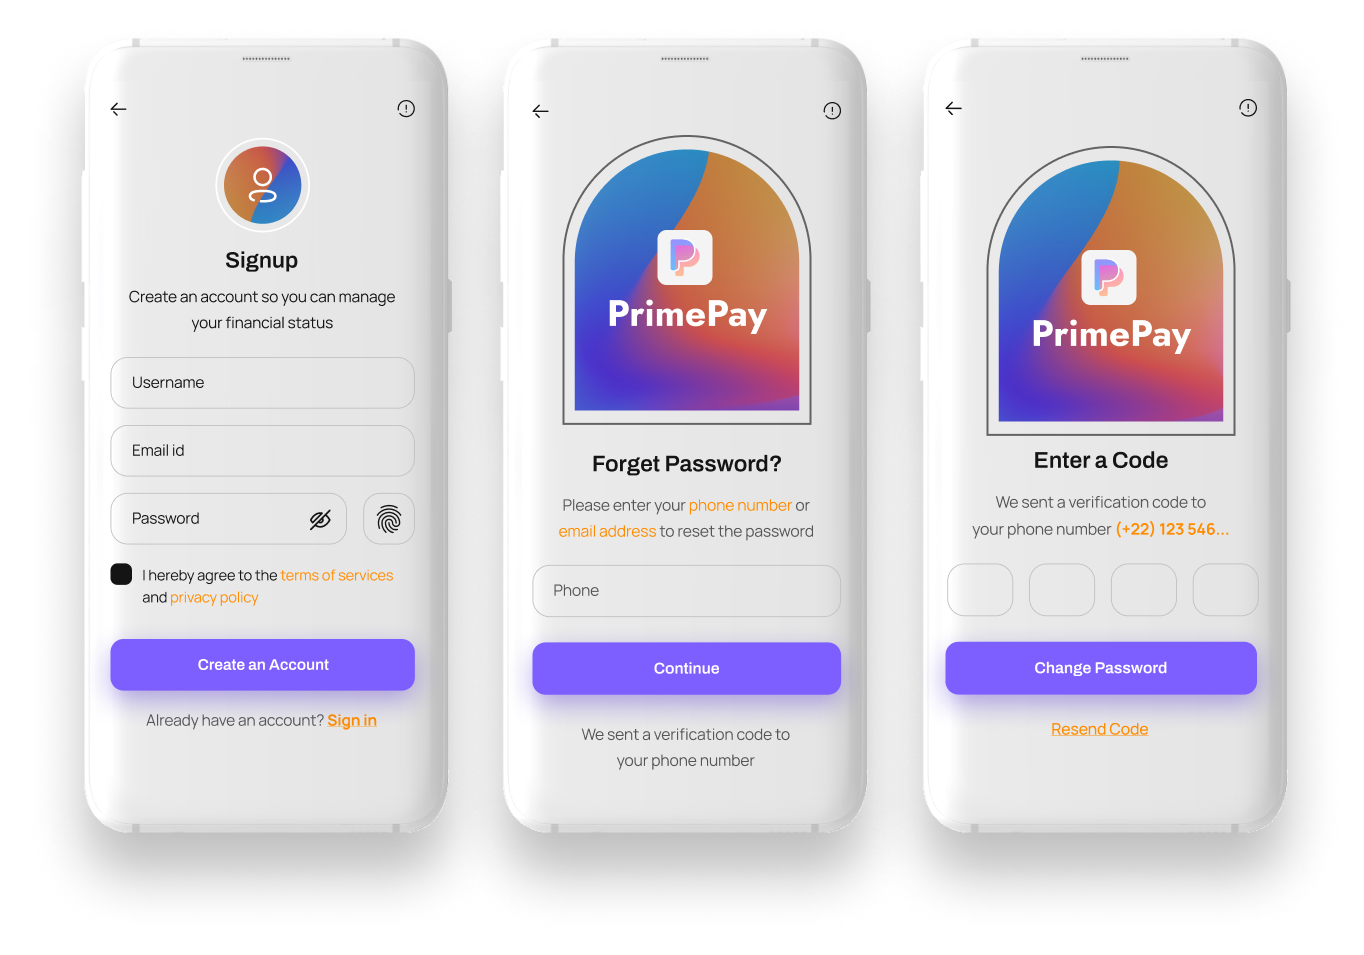 Signup
Create an account so you can manage
your financial status
Username
Email id
Password
I hereby agree to the terms of services
and privacy policy
Create an Account
Already have an account? Sign in
PrimePay
Forget Password?
Please enter your phone number or
email address to reset the password
Phone
Continue
We sent a verification code to
your phone number
PrimePay
Enter a Code
We sent a verification code to
your phone number (+22) 123 546...
Change Password
Resend Code